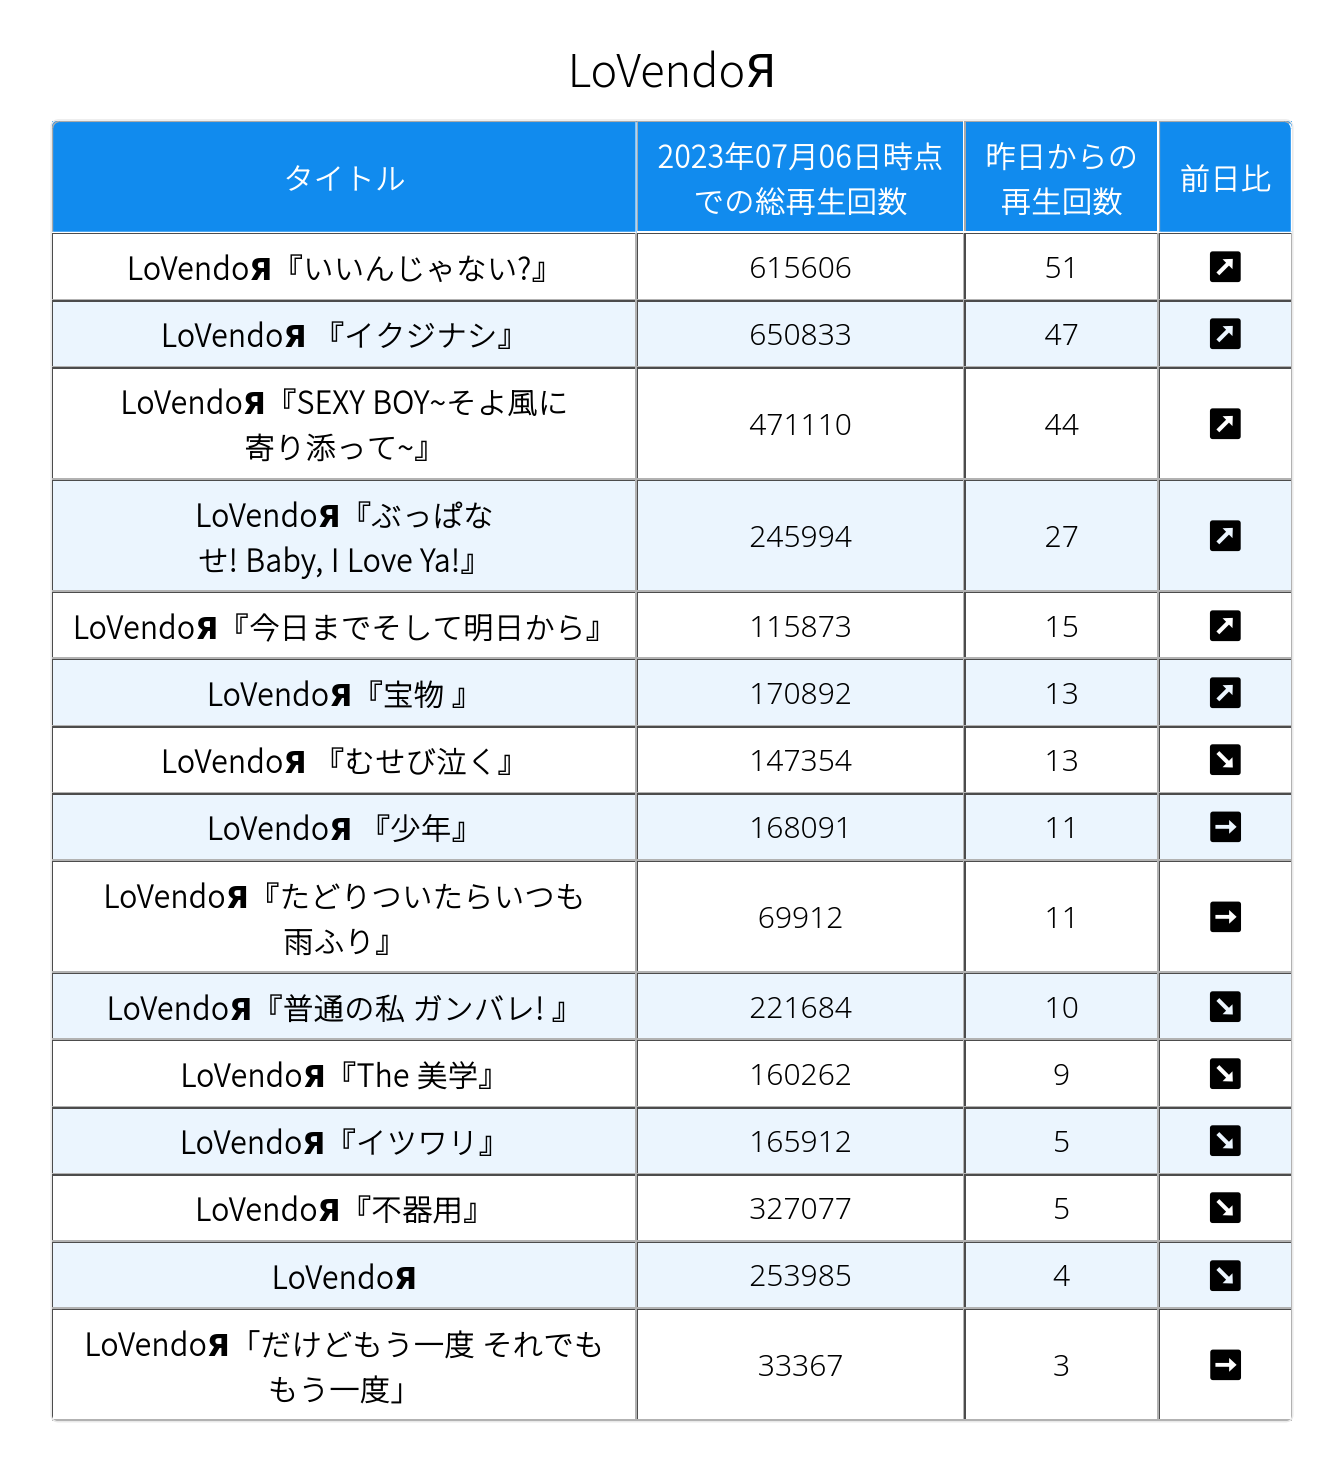 LoVendoЯ
タイトル
2023年07月06日時点
での総再生回数
昨日からの
再生回数
前日比
LoVendoЯ『いいんじゃない?』
615606
51
LoVendoЯ 『イクジナシ』
650833
47
LoVendoЯ『SEXY BOY~そよ風に
寄り添って~』
471110
44
LoVendoЯ『ぶっぱな
せ! Baby, I Love Ya!』
245994
27
LoVendoЯ『今日までそして明日から』
115873
15
LoVendoЯ『宝物 』
170892
13
LoVendoЯ 『むせび泣く』
147354
13
LoVendoЯ 『少年』
168091
11
LoVendoЯ『たどりついたらいつも
雨ふり』
69912
11
LoVendoЯ『普通の私 ガンバレ! 』
221684
10
LoVendoЯ『The 美学』
160262
9
LoVendoЯ『イツワリ』
165912
5
LoVendoЯ『不器用』
327077
5
LoVendoЯ
253985
4
LoVendoЯ「だけどもう一度 それでも
もう一度」
33367
3